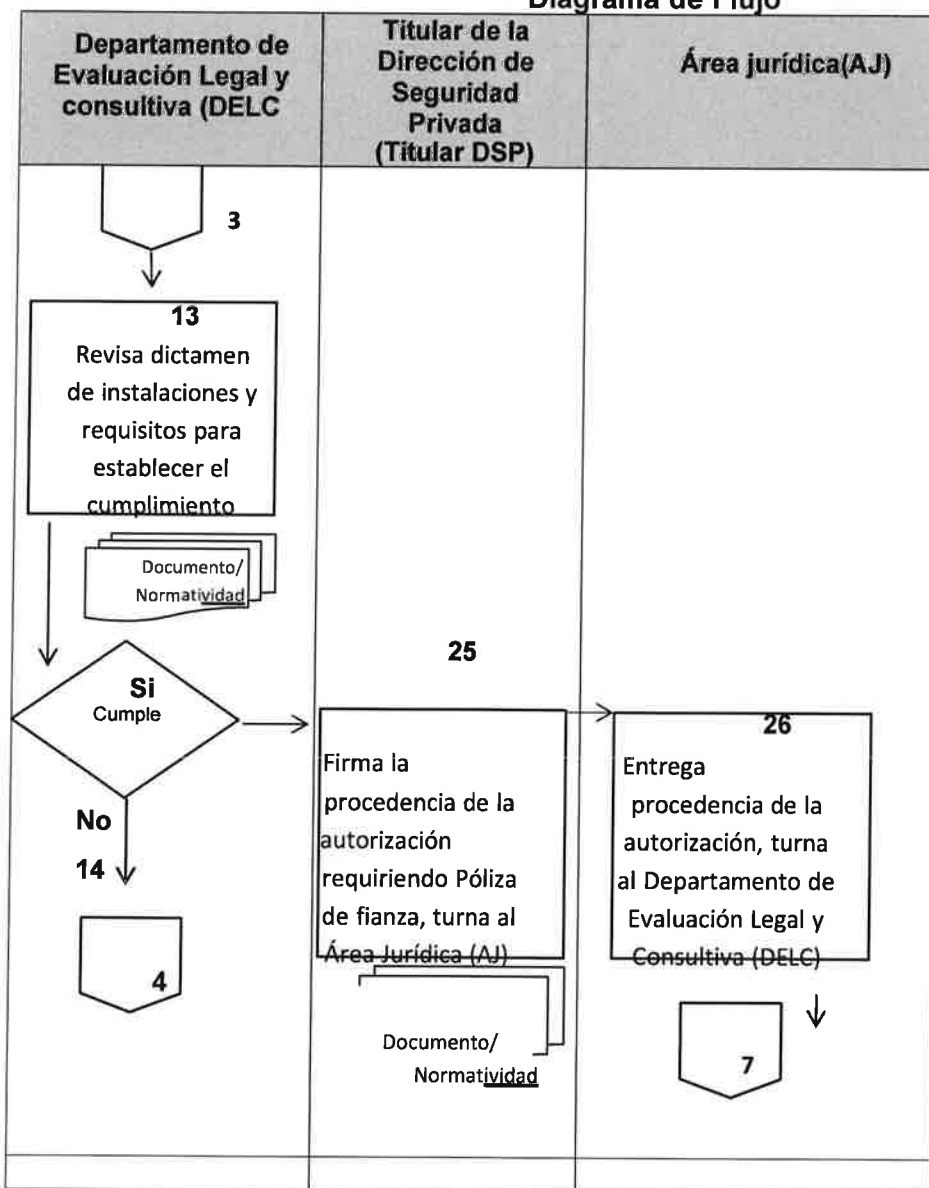 Diagrama de Flujo
Departamento de
Evaluación Legal y
consultiva (DELC
Titular de la
Dirección de
Seguridad
Privada
(Titular DSP)
Área jurídica(AJ)
3
13
Revisa dictamen
de instalaciones y
requisitos para
establecer el
cumplimiento
Documento/
Normatividad
Si
Cumple
No
14
4
25
Firma la
procedencia de la
autorización
requiriendo Póliza
de fianza, turna al
Área Jurídica (AJ)
Documento/
Normatividad
26
Entrega
procedencia de la
autorización, turna
al Departamento de
Evaluación Legal y
Consultiva (DELC)
7